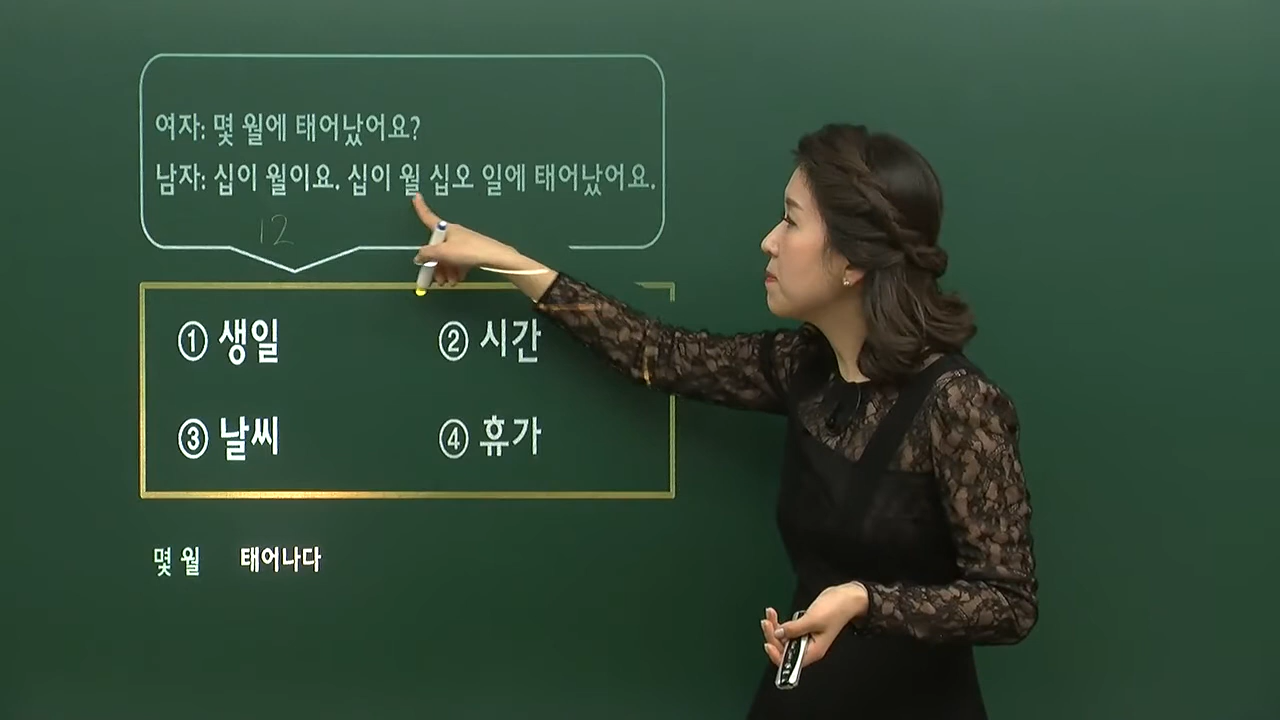 여자: 몇 월에 태어났어요?
남자: 십이 월이요. 십이 월 십오 일에 태어났어요.
12
① 생일 ② 시간
③ 날씨 ④ 휴가
몇 월 태어나다